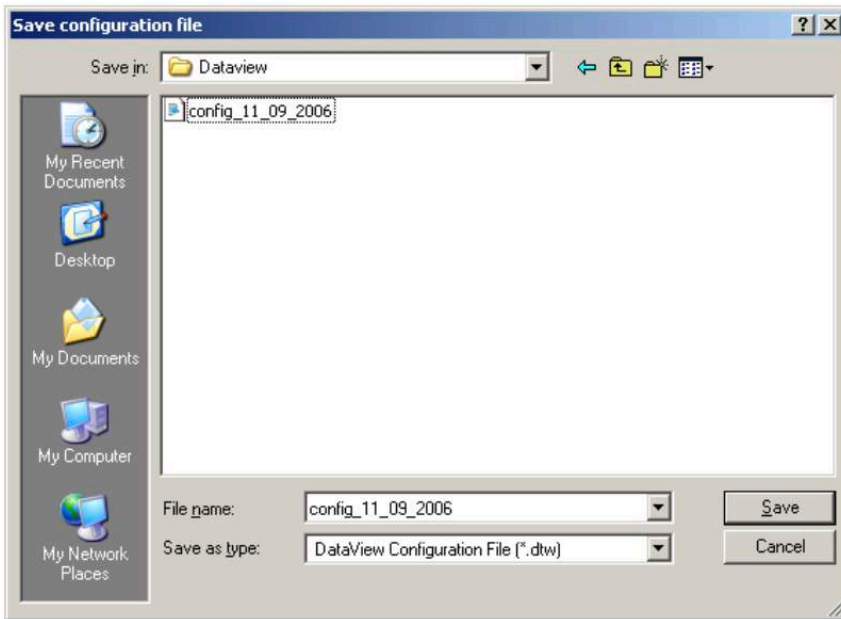 Save configuration file
Save in:
Dataview
config_11_09_2006
My Recent
Documents
Desktop
My Documents
My Computer
My Network
Places
File name:
config_11_09_2006
Save
Save as type:
DataView Configuration File (*.dtw)
Cancel